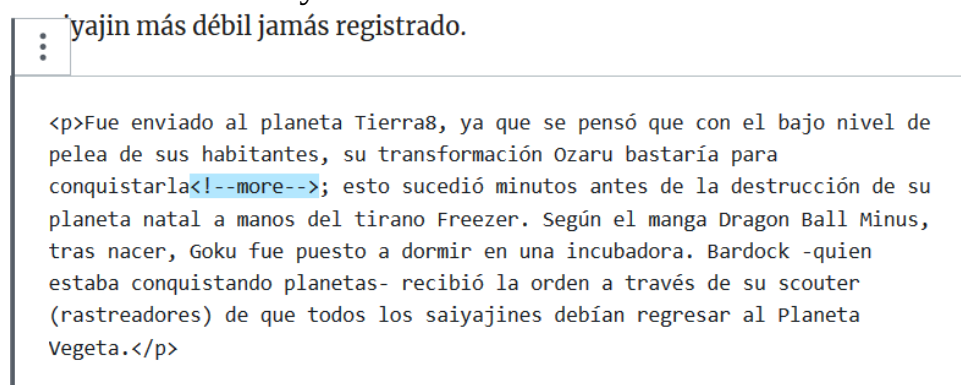 yajin más débil jamás registrado.
<p>Fue enviado al planeta Tierra8, ya que se pensó que con el bajo nivel de
pelea de sus habitantes, su transformación Ozaru bastaría para
conquistarla<!--more-->; esto sucedió minutos antes de la destrucción de su
planeta natal a manos del tirano Freezer. Según el manga Dragon Ball Minus,
tras nacer, Goku fue puesto a dormir en una incubadora. Bardock -quien
estaba conquistando planetas- recibió la orden a través de su scouter
(rastreadores) de que todos los saiyajines debían regresar al Planeta
Vegeta.</p>